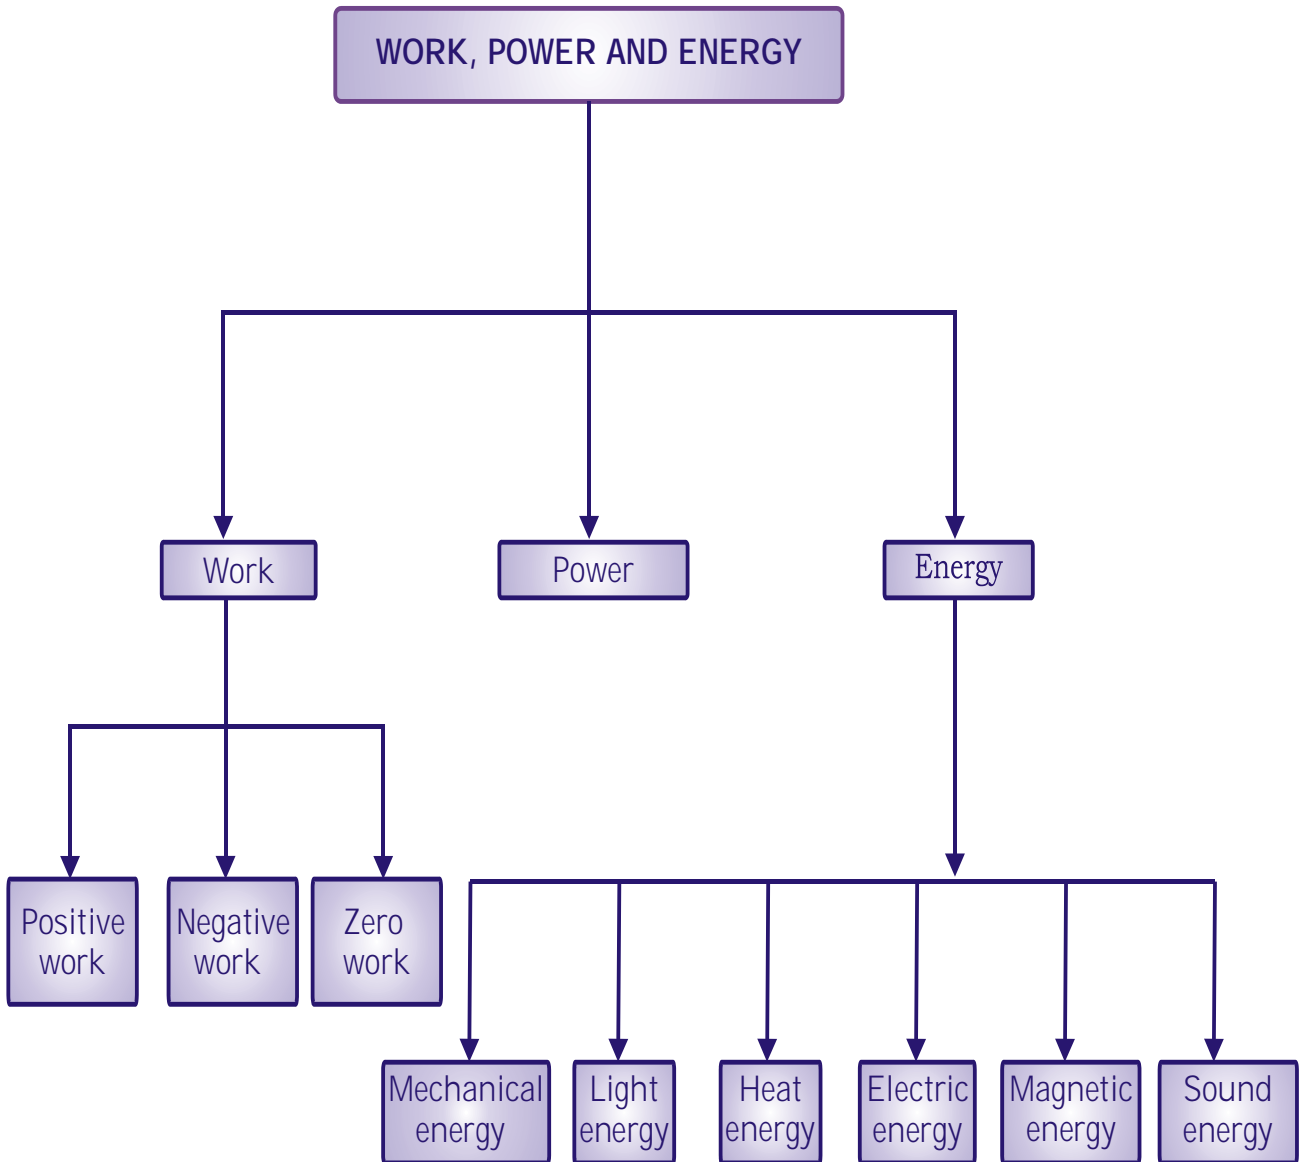 WORK, POWER AND ENERGY
Work
Power
Energy
Positive
work
Negative
work
Zero
work
Mechanical
energy
Light
energy
Heat
energy
Electric
energy
Magnetic
energy
Sound
energy